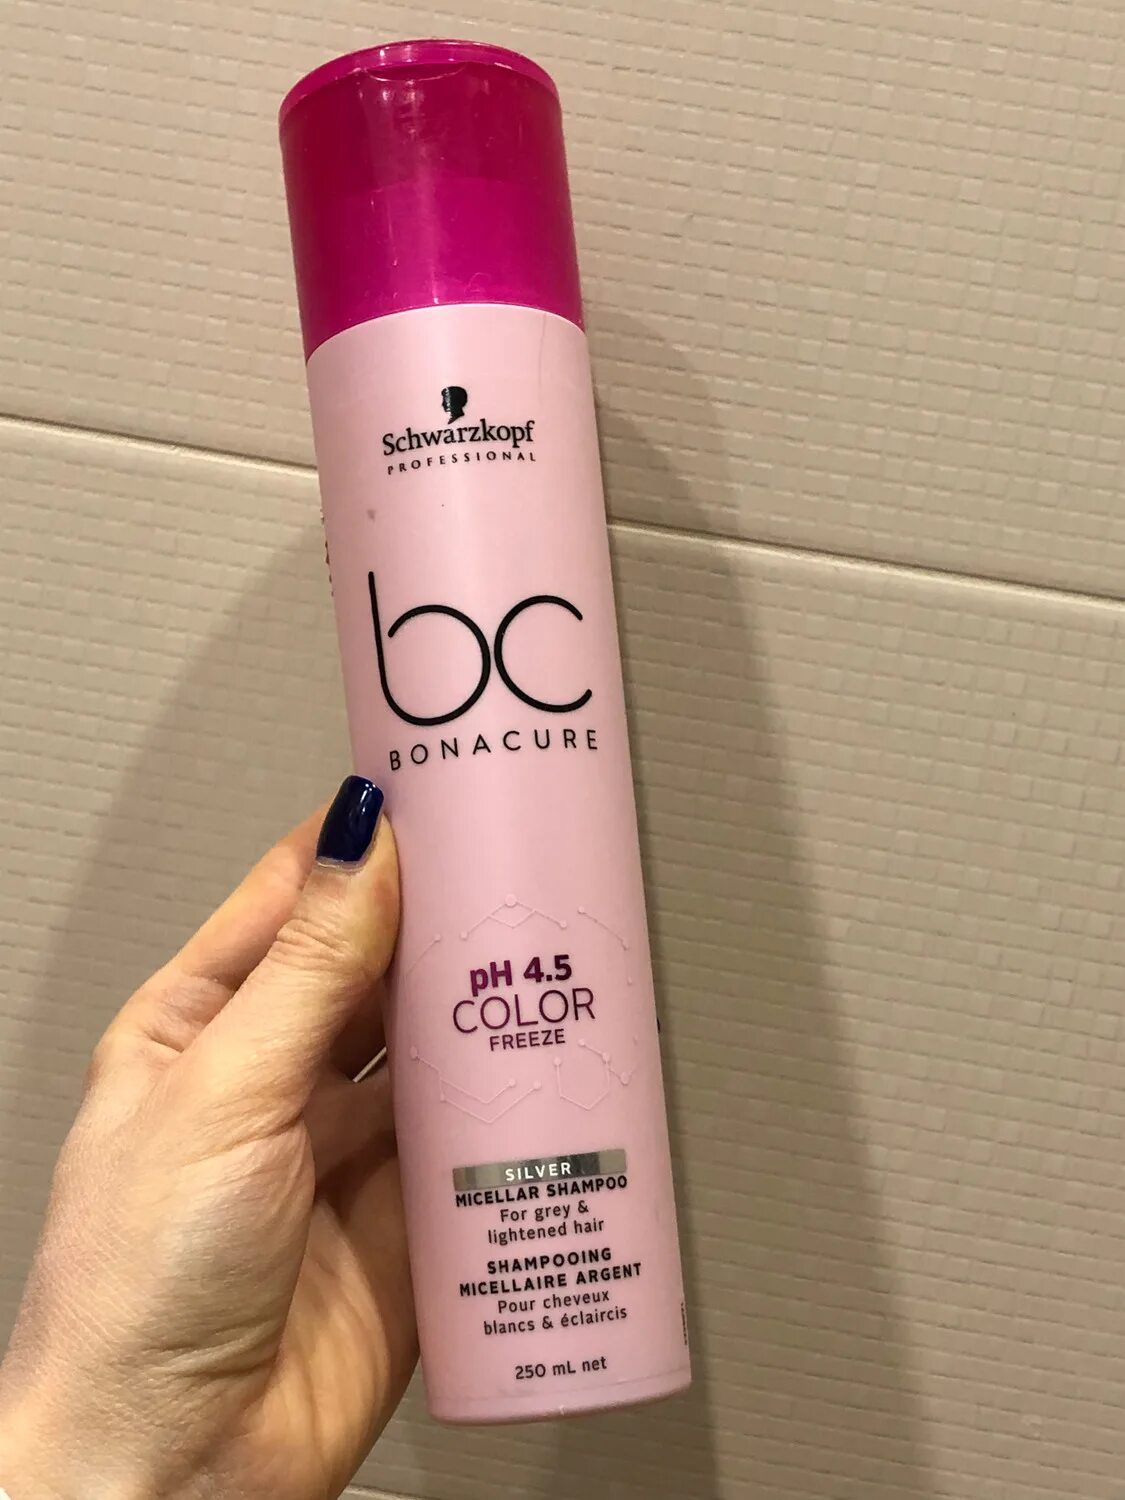 Schwarzkopf
PROFESSIONAL
bc
BONACURE
pH 4.5
COLOR
FREEZE
SILVER
MICELLAR SHAMPOO
For grey &
lightened hair
SHAMPOOING
MICELLAIRE ARGENT
Pour cheveux
blancs & éclaircis
250 mL net